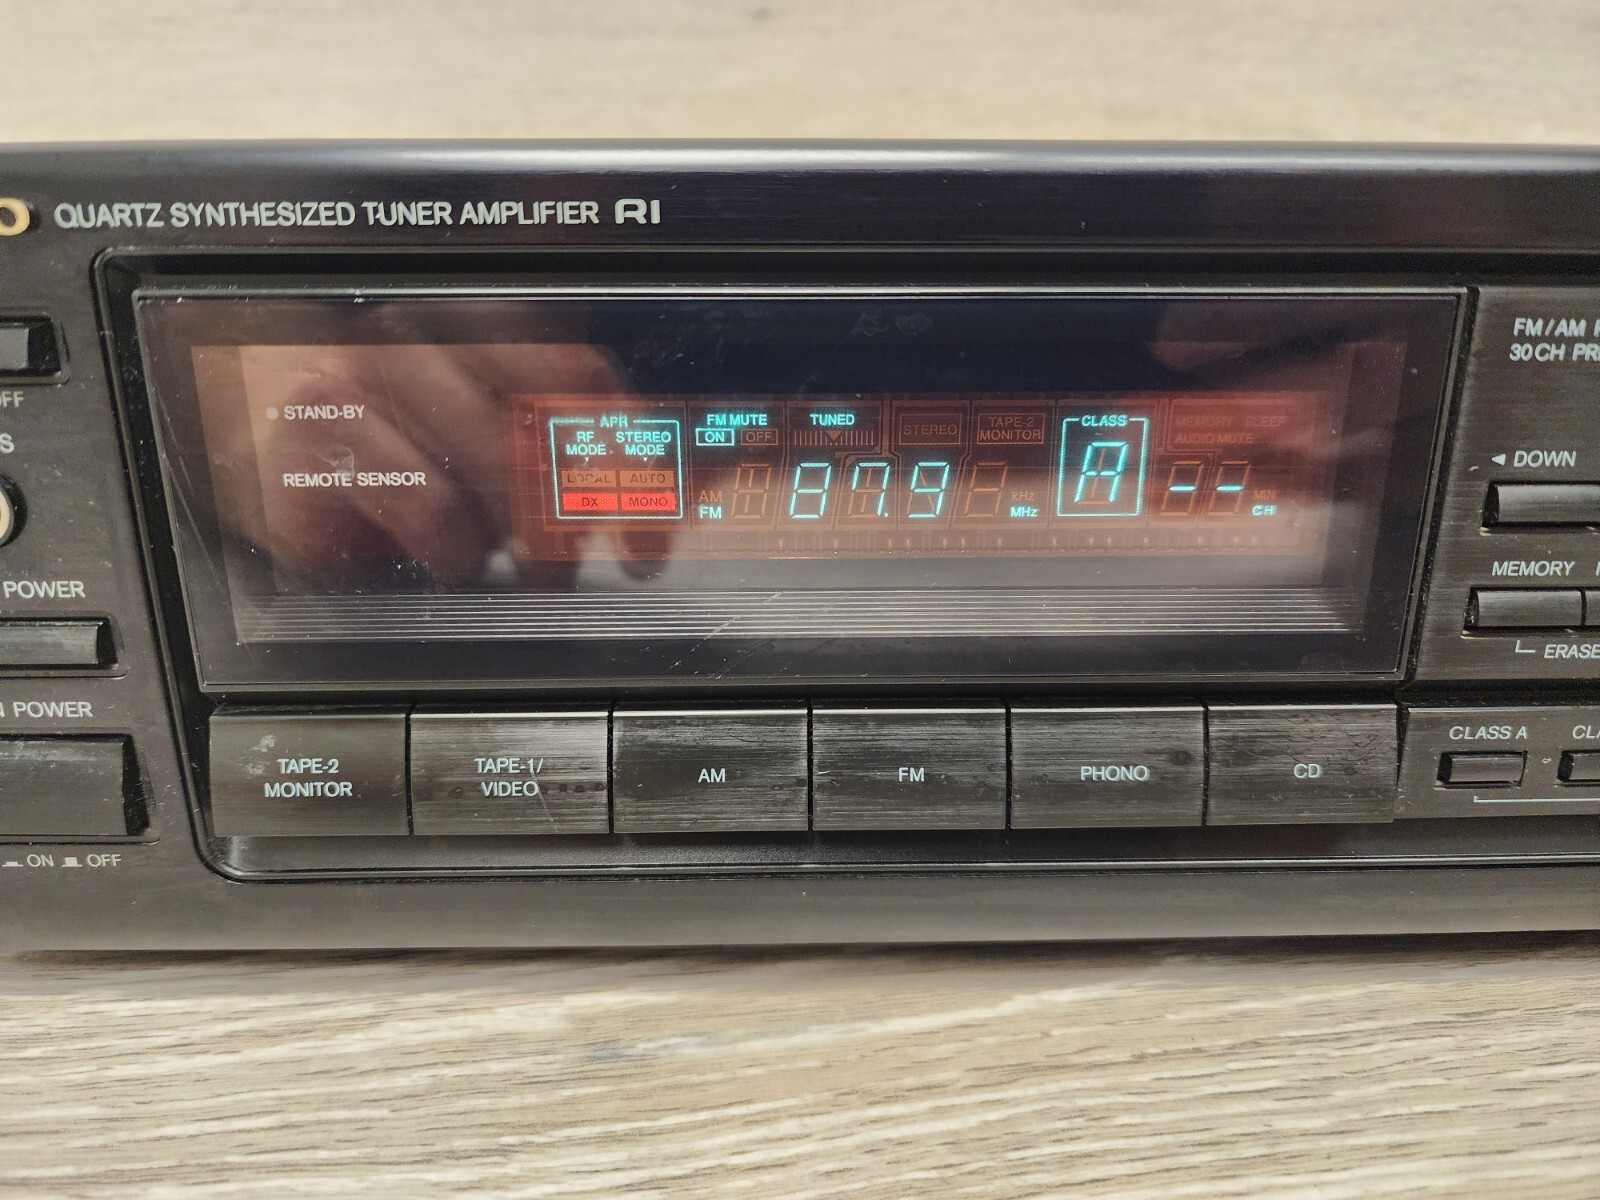 O QUARTZ SYNTHESIZED TUNER AMPLIFIER RI
FM/AM
30CH PRE
OFF
S
STAND-BY
REMOTE SENSOR
APR
RF MODE
STEREO MODE
LOCAL AUTO
DX MONO
FM MUTE
ON OFF
TUNED
STEREO
TAPE-2
MONITOR
CLASS
A
MEMORY SLEEP
AUDIO MUTE
AM
FM
87.9
kHz
MHz
--
MIN
CH
◄ DOWN
MEMORY
ERASE
POWER
POWER
ON OFF
TAPE-2
MONITOR
TAPE-1/
VIDEO
AM
FM
PHONO
CD
CLASS A
CL